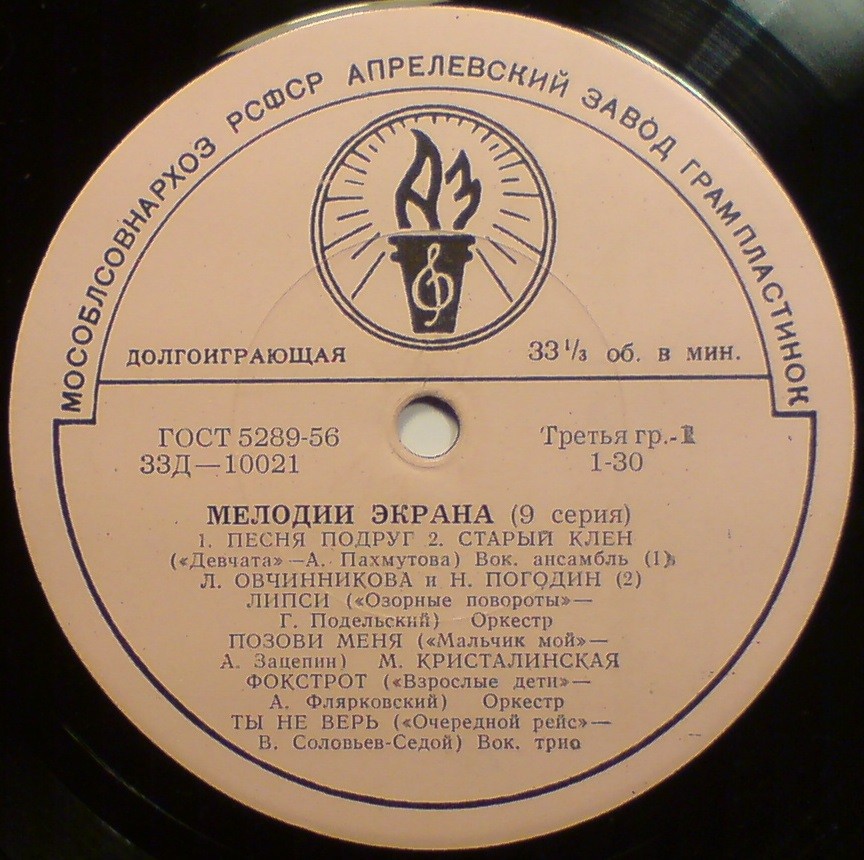 МОСОБЛСОВНАРХОЗ РСФСР АПРЕЛЕВСКИЙ ЗАВОД ГРАМПЛАСТИНОК
АЗ
ДОЛГОИГРАЮЩАЯ 33 1/3 об. в мин.
ГОСТ 5289-56 Третья гр.-1
33Д—10021 1-30
МЕЛОДИИ ЭКРАНА (9 серия)
1. ПЕСНЯ ПОДРУГ 2. СТАРЫЙ КЛЕН
(«Девчата»—А. Пахмутова) Вок. ансамбль (1),
Л. ОВЧИННИКОВА и Н. ПОГОДИН (2)
ЛИПСИ («Озорные повороты»—
Г. Подельский) Оркестр
ПОЗОВИ МЕНЯ («Мальчик мой»—
А. Зацепин) М. КРИСТАЛИНСКАЯ
ФОКСТРОТ («Взрослые дети»—
А. Флярковский) Оркестр
ТЫ НЕ ВЕРЬ («Очередной рейс»—
В. Соловьев-Седой) Вок. трио